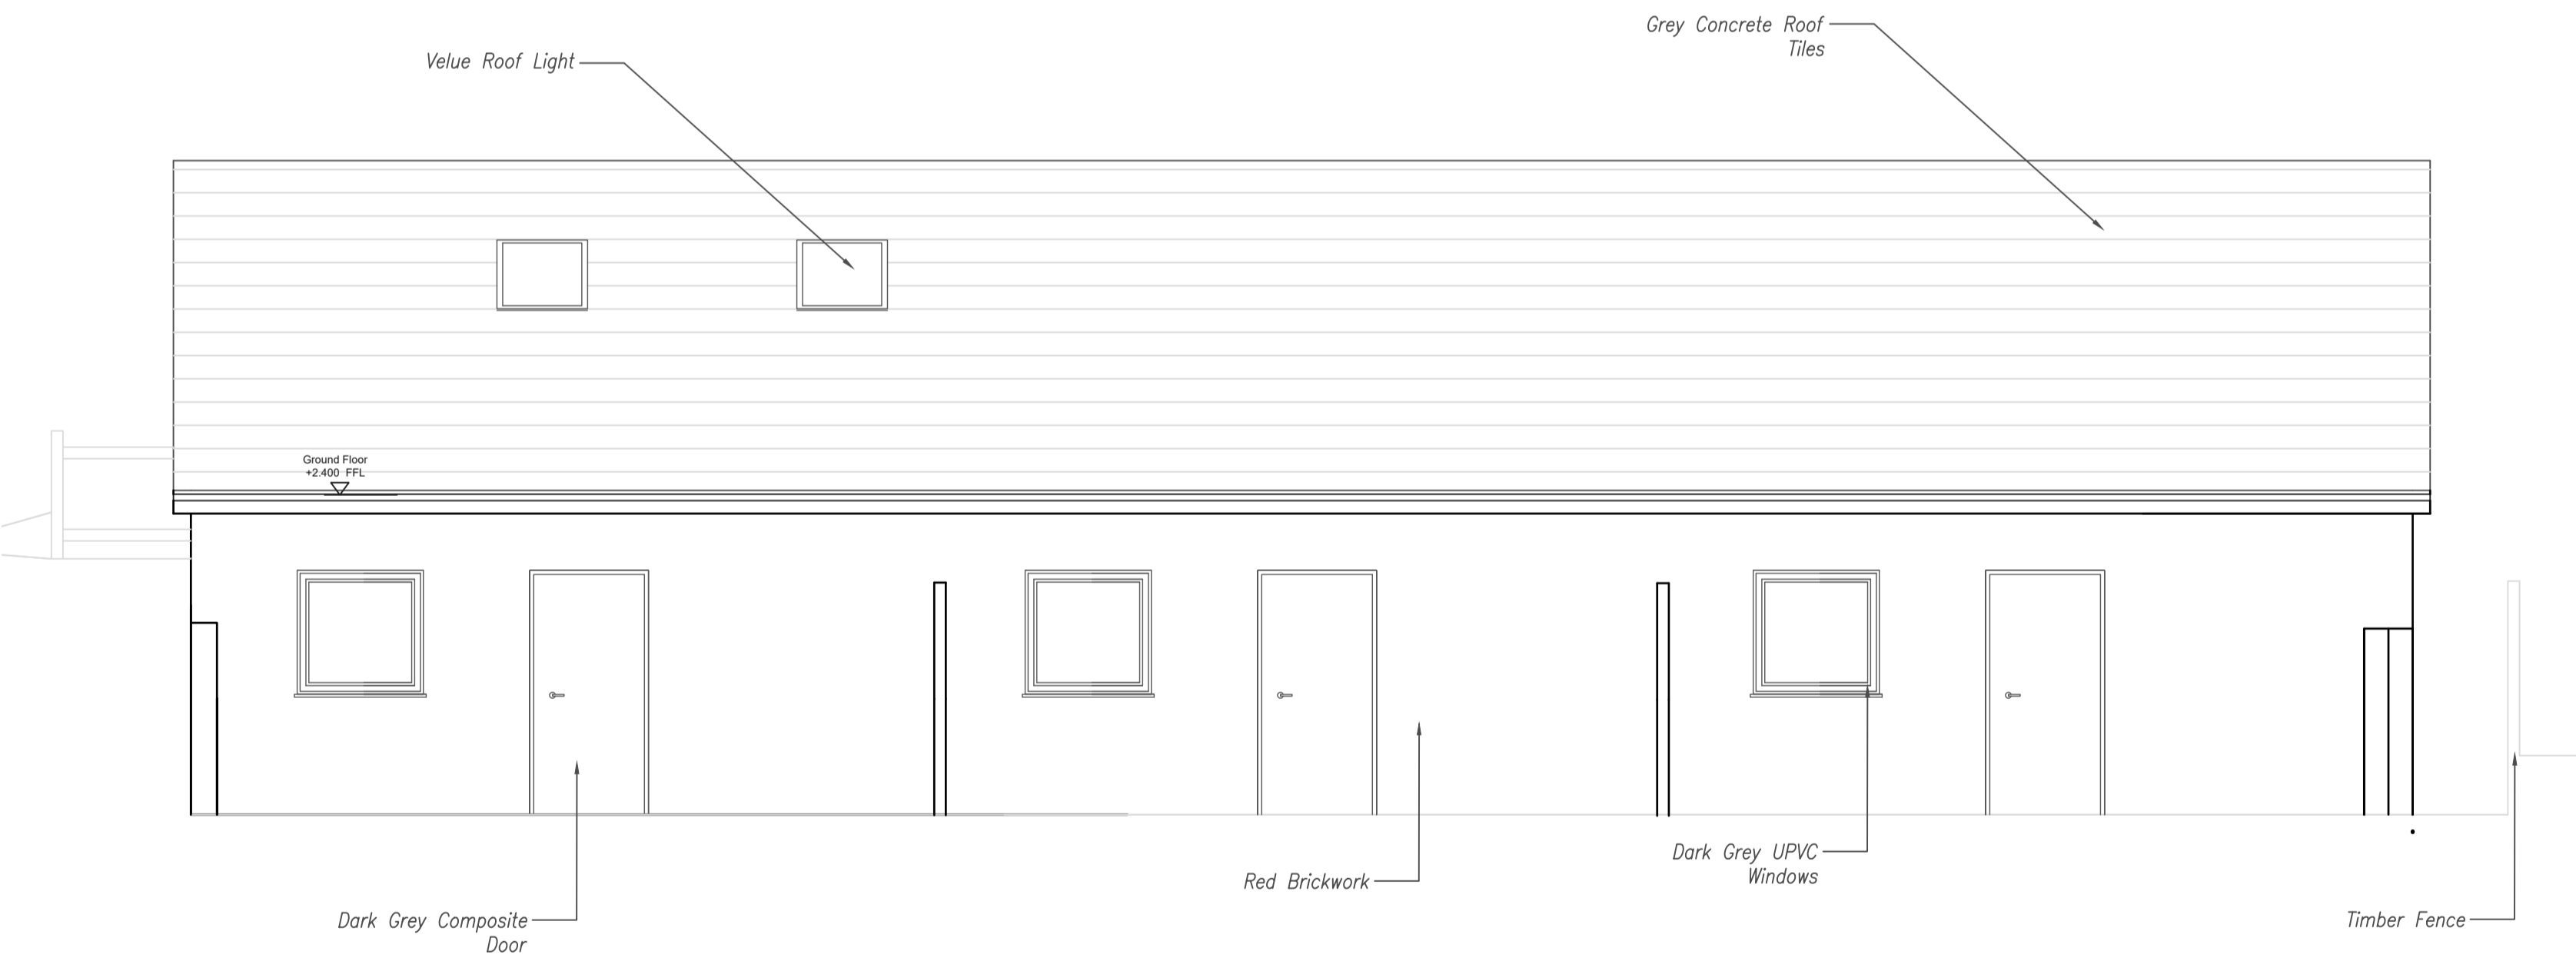 Grey Concrete Roof
Tiles
Velue Roof Light
Ground Floor
+2.400 FFL
Dark Grey UPVC
Windows
Red Brickwork
Dark Grey Composite
Door
Timber Fence